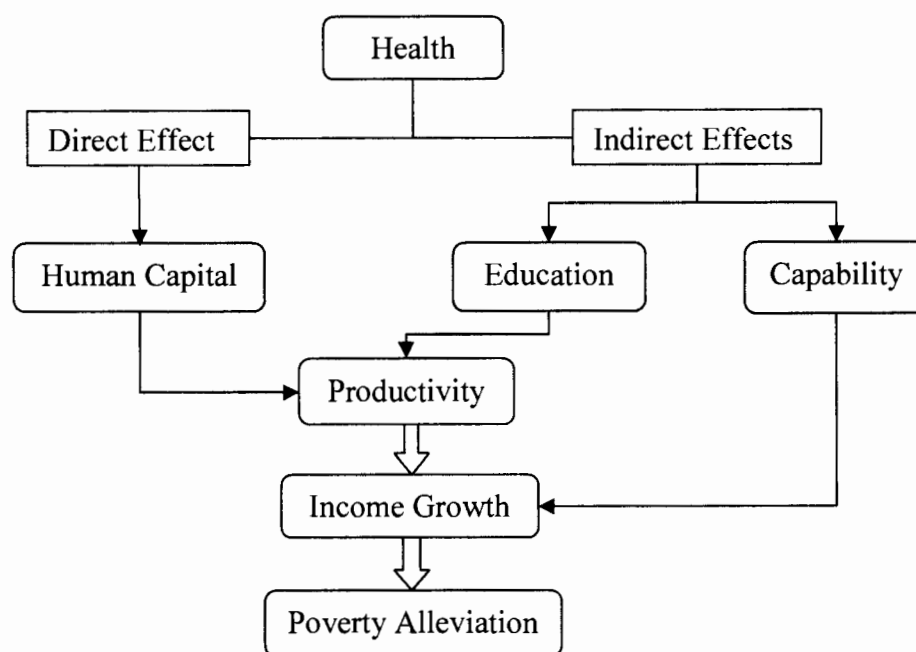 Health
Direct Effect
Indirect Effects
Human Capital
Education
Capability
Productivity
Income Growth
Poverty Alleviation